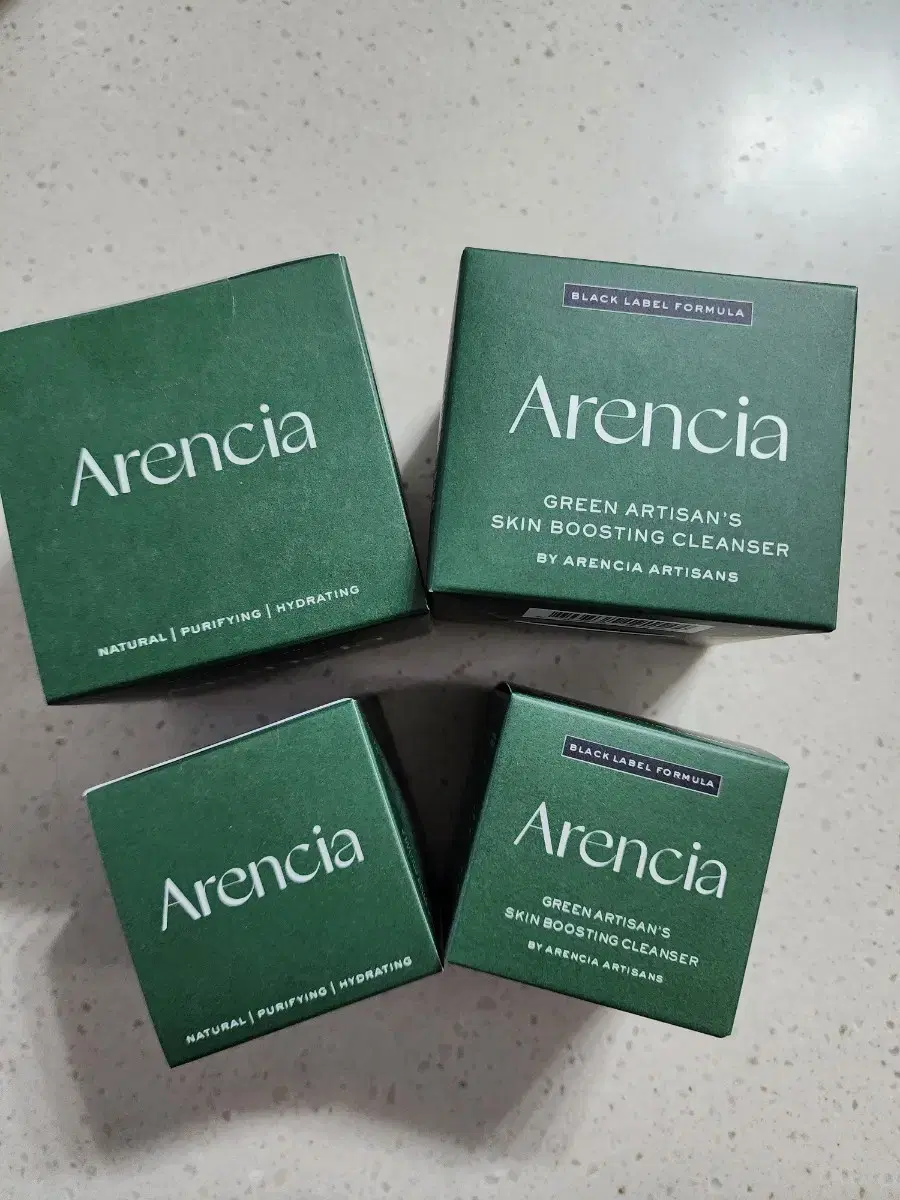 Arencia
NATURAL | PURIFYING | HYDRATING
BLACK LABEL FORMULA
Arencia
GREEN ARTISAN'S
SKIN BOOSTING CLEANSER
BY ARENCIA ARTISANS
Arencia
NATURAL | PURIFYING | HYDRATING
BLACK LABEL FORMULA
Arencia
GREEN ARTISAN'S
SKIN BOOSTING CLEANSER
BY ARENCIA ARTISANS